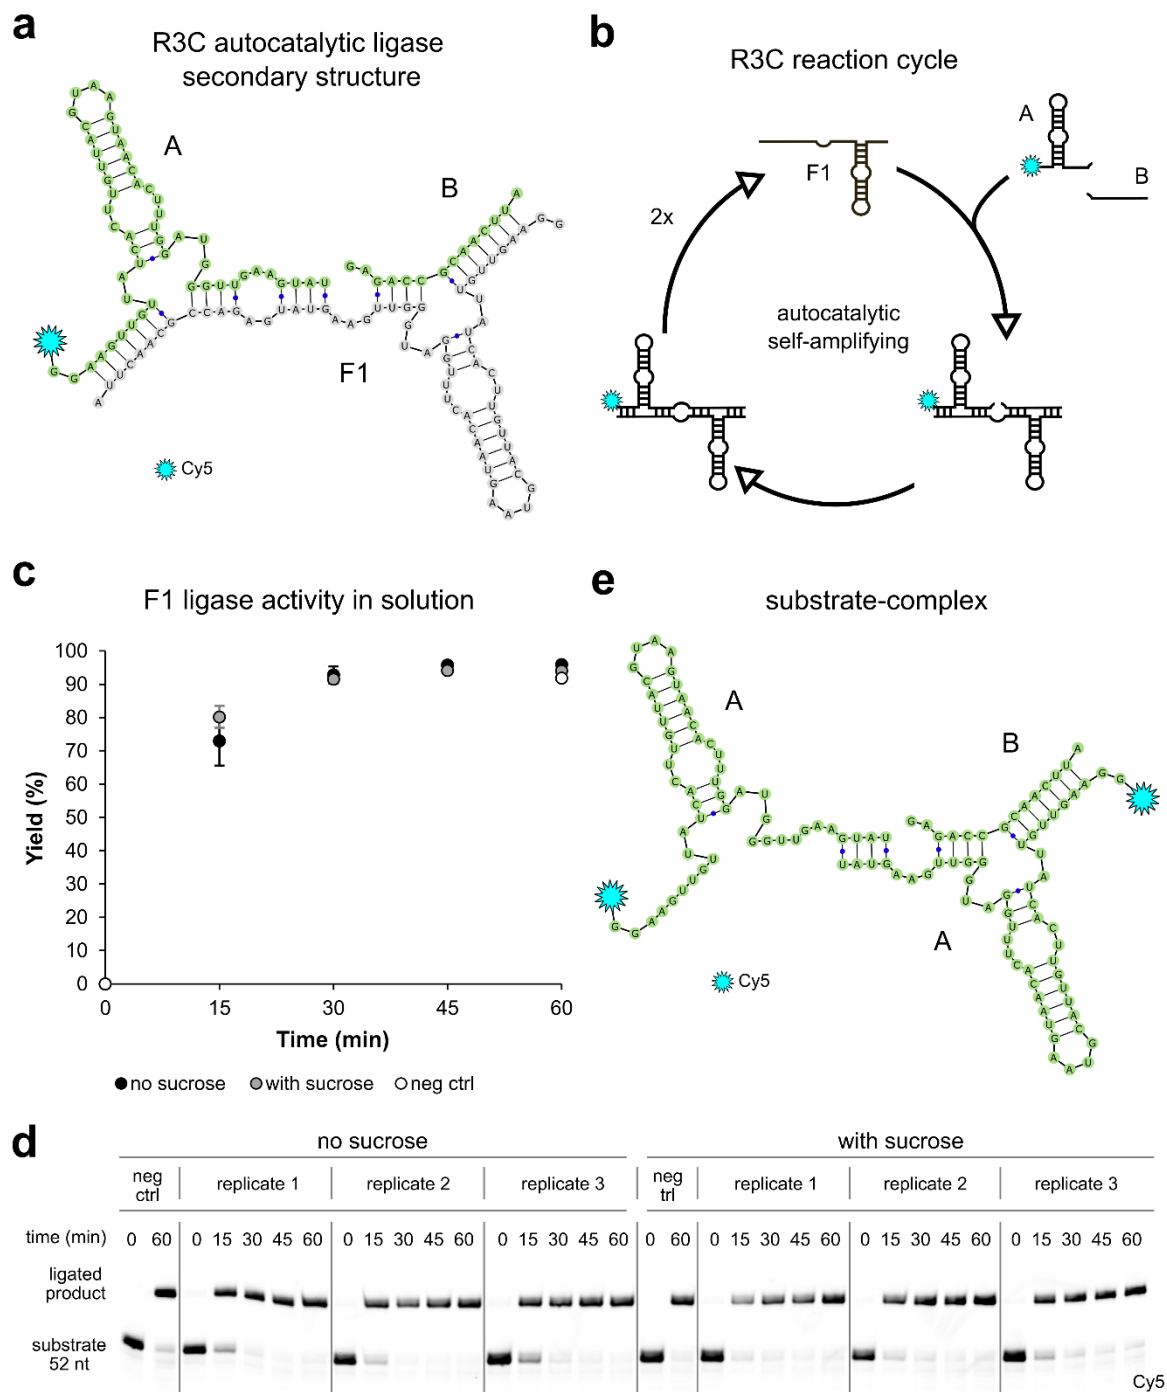 a
R3C autocatalytic ligase
secondary structure
A
B
F1
Cy5
b
R3C reaction cycle
A
B
F1
2x
autocatalytic
self-amplifying
c
F1 ligase activity in solution
100
90
80
70
60
50
40
30
20
10
0
Yield (%)
0 15 30 45 60
Time (min)
no sucrose with sucrose neg ctrl
e
substrate-complex
A
B
A
Cy5
d
no sucrose with sucrose
neg ctrl replicate 1 replicate 2 replicate 3 neg trl replicate 1 replicate 2 replicate 3
time (min) 0 60 0 15 30 45 60 0 15 30 45 60 0 15 30 45 60 0 60 0 15 30 45 60 0 15 30 45 60 0 15 30 45 60
ligated
product
substrate
52 nt
Cy5